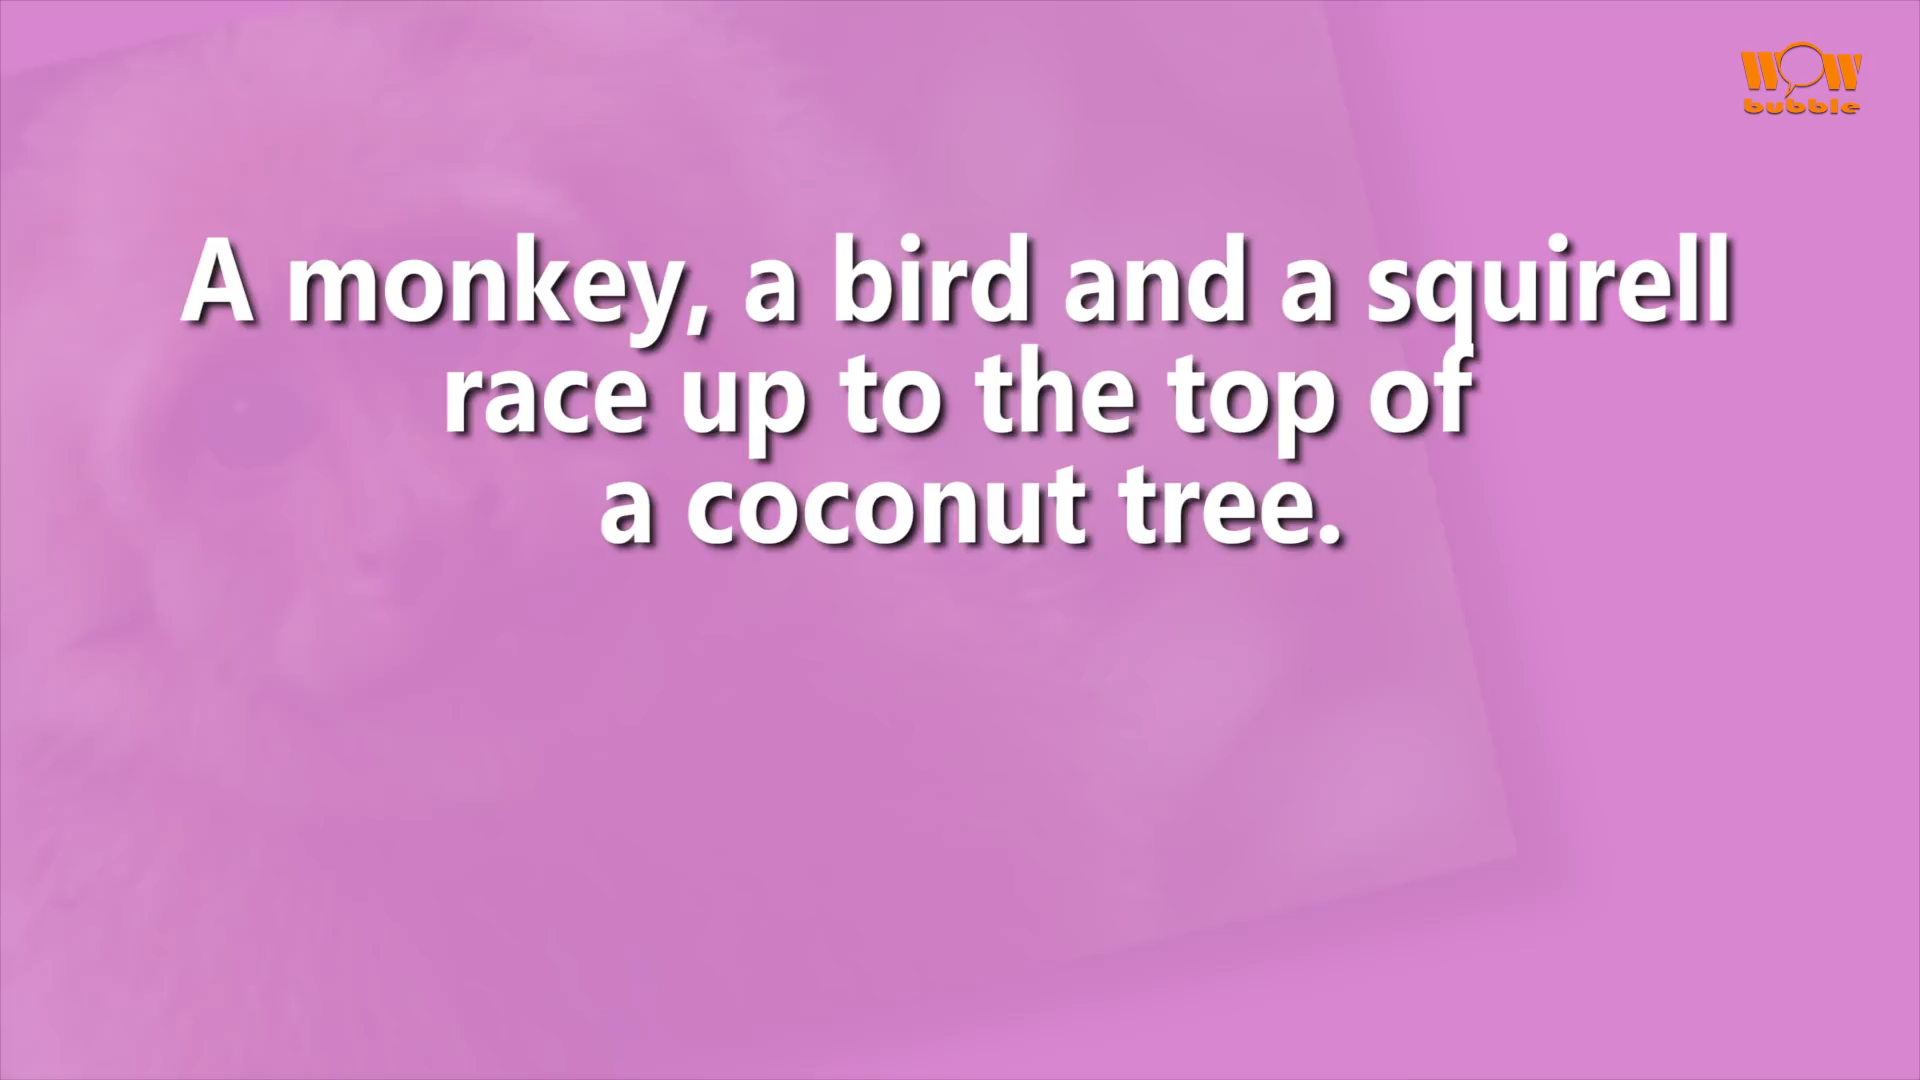 WOW
bubble
A monkey, a bird and a squirell
race up to the top of
a coconut tree.